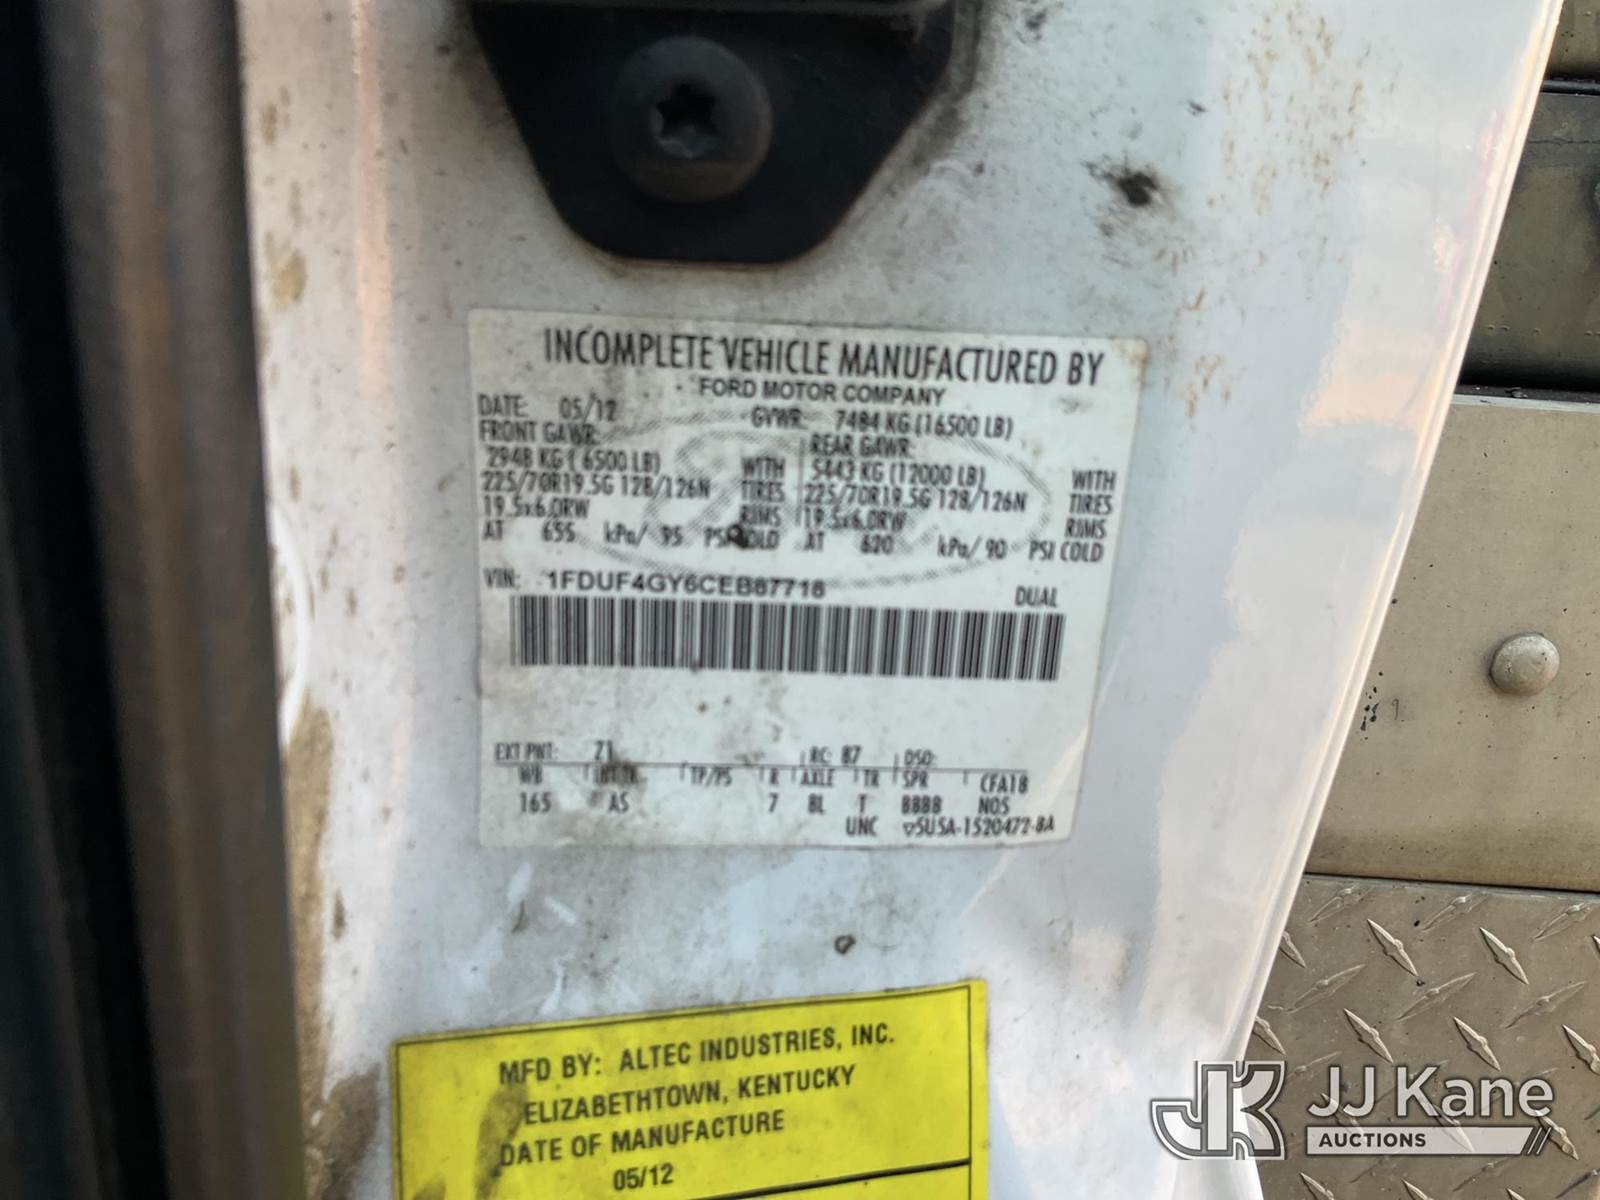 INCOMPLETE VEHICLE MANUFACTURED BY
FORD MOTOR COMPANY
DATE: 05/12 GVWR: 7484 KG (16500 LB)
FRONT GAWR: REAR GAWR:
2948 KG ( 6500 LB) WITH 5443 KG (12000 LB) WITH
225/70R19.5G 128/126N TIRES 225/70R19.5G 128/126N TIRES
19.5x6.0RW RIMS 19.5x6.0RW RIMS
AT 655 kPa/ 95 PSI COLD AT 620 kPa/ 90 PSI COLD
VIN: 1FDUF4GY6CEB87718 DUAL
EXT PNT: Z1 RC: 87 DSO:
WB INT TR TP/PS R AXLE TR SPR CFA18
165 AS 7 8L T BBBB NOS
UNC ▽5U5A-1520472-BA
MFD BY: ALTEC INDUSTRIES, INC.
ELIZABETHTOWN, KENTUCKY
DATE OF MANUFACTURE
05/12
JK JJ Kane
AUCTIONS